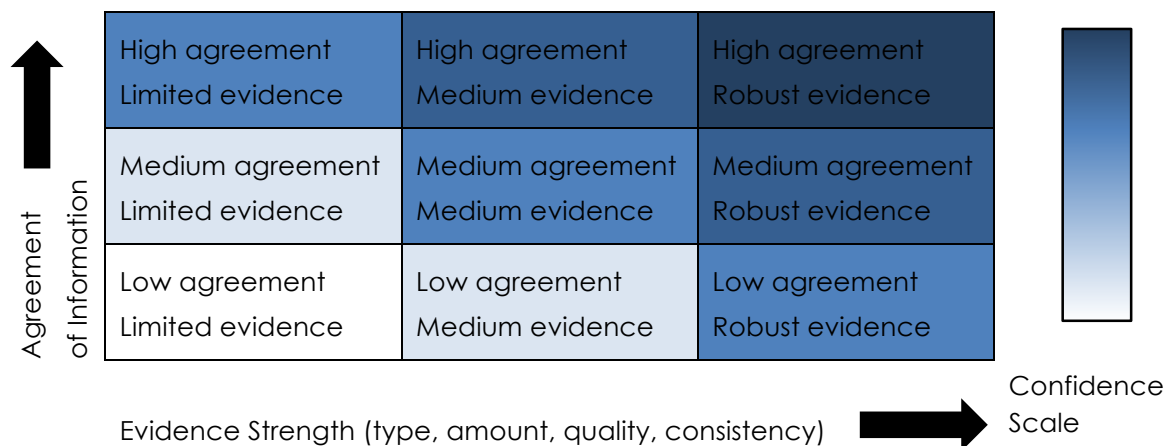 High agreement
Limited evidence
High agreement
Medium evidence
High agreement
Robust evidence
Medium agreement
Limited evidence
Medium agreement
Medium evidence
Medium agreement
Robust evidence
Low agreement
Limited evidence
Low agreement
Medium evidence
Low agreement
Robust evidence
Agreement
of Information
Evidence Strength (type, amount, quality, consistency)
Confidence
Scale